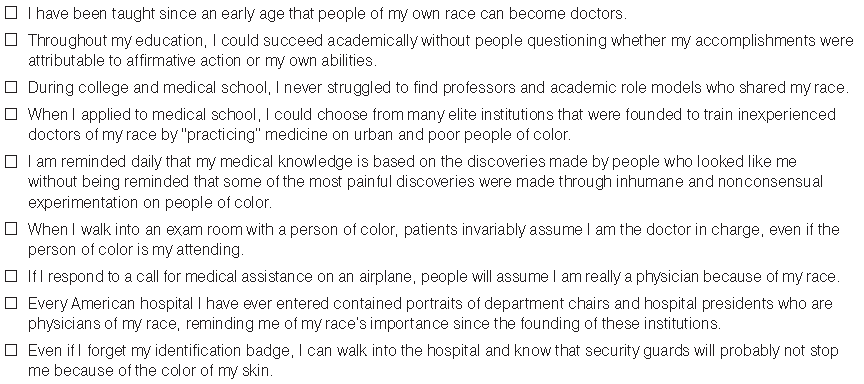 ☐ I have been taught since an early age that people of my own race can become doctors.
☐ Throughout my education, I could succeed academically without people questioning whether my accomplishments were
attributable to affirmative action or my own abilities.
☐ During college and medical school, I never struggled to find professors and academic role models who shared my race.
☐ When I applied to medical school, I could choose from many elite institutions that were founded to train inexperienced
doctors of my race by "practicing" medicine on urban and poor people of color.
☐ I am reminded daily that my medical knowledge is based on the discoveries made by people who looked like me
without being reminded that some of the most painful discoveries were made through inhumane and nonconsensual
experimentation on people of color.
☐ When I walk into an exam room with a person of color, patients invariably assume I am the doctor in charge, even if the
person of color is my attending.
☐ If I respond to a call for medical assistance on an airplane, people will assume I am really a physician because of my race.
☐ Every American hospital I have ever entered contained portraits of department chairs and hospital presidents who are
physicians of my race, reminding me of my race's importance since the founding of these institutions.
☐ Even if I forget my identification badge, I can walk into the hospital and know that security guards will probably not stop
me because of the color of my skin.